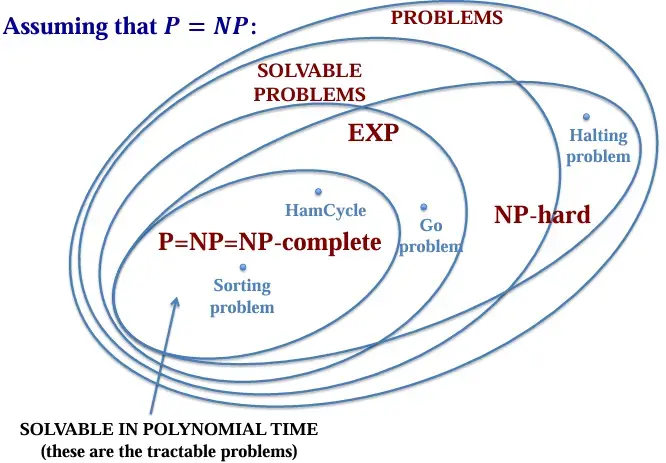 Assuming that P = NP:
PROBLEMS
SOLVABLE
PROBLEMS
EXP
Halting
problem
HamCycle
Go
problem
NP-hard
P=NP=NP-complete
Sorting
problem
SOLVABLE IN POLYNOMIAL TIME
(these are the tractable problems)